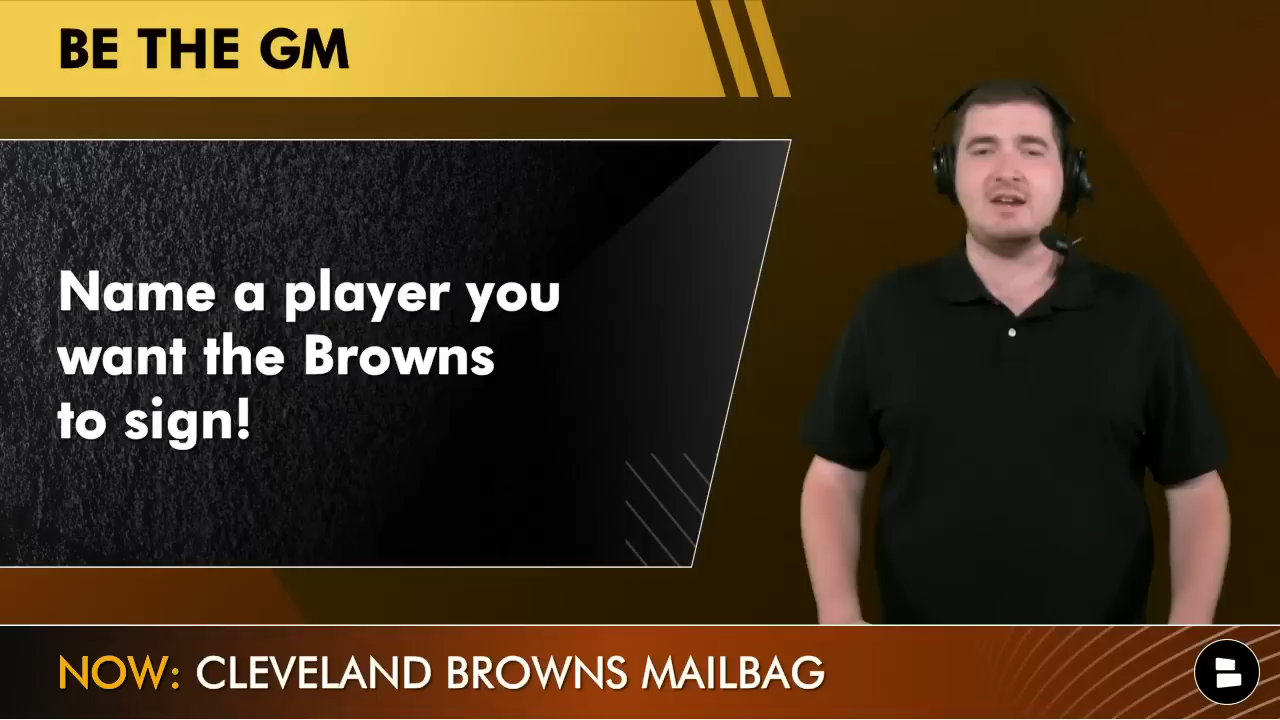 BE THE GM
Name a player you
want the Browns
to sign!
NOW: CLEVELAND BROWNS MAILBAG